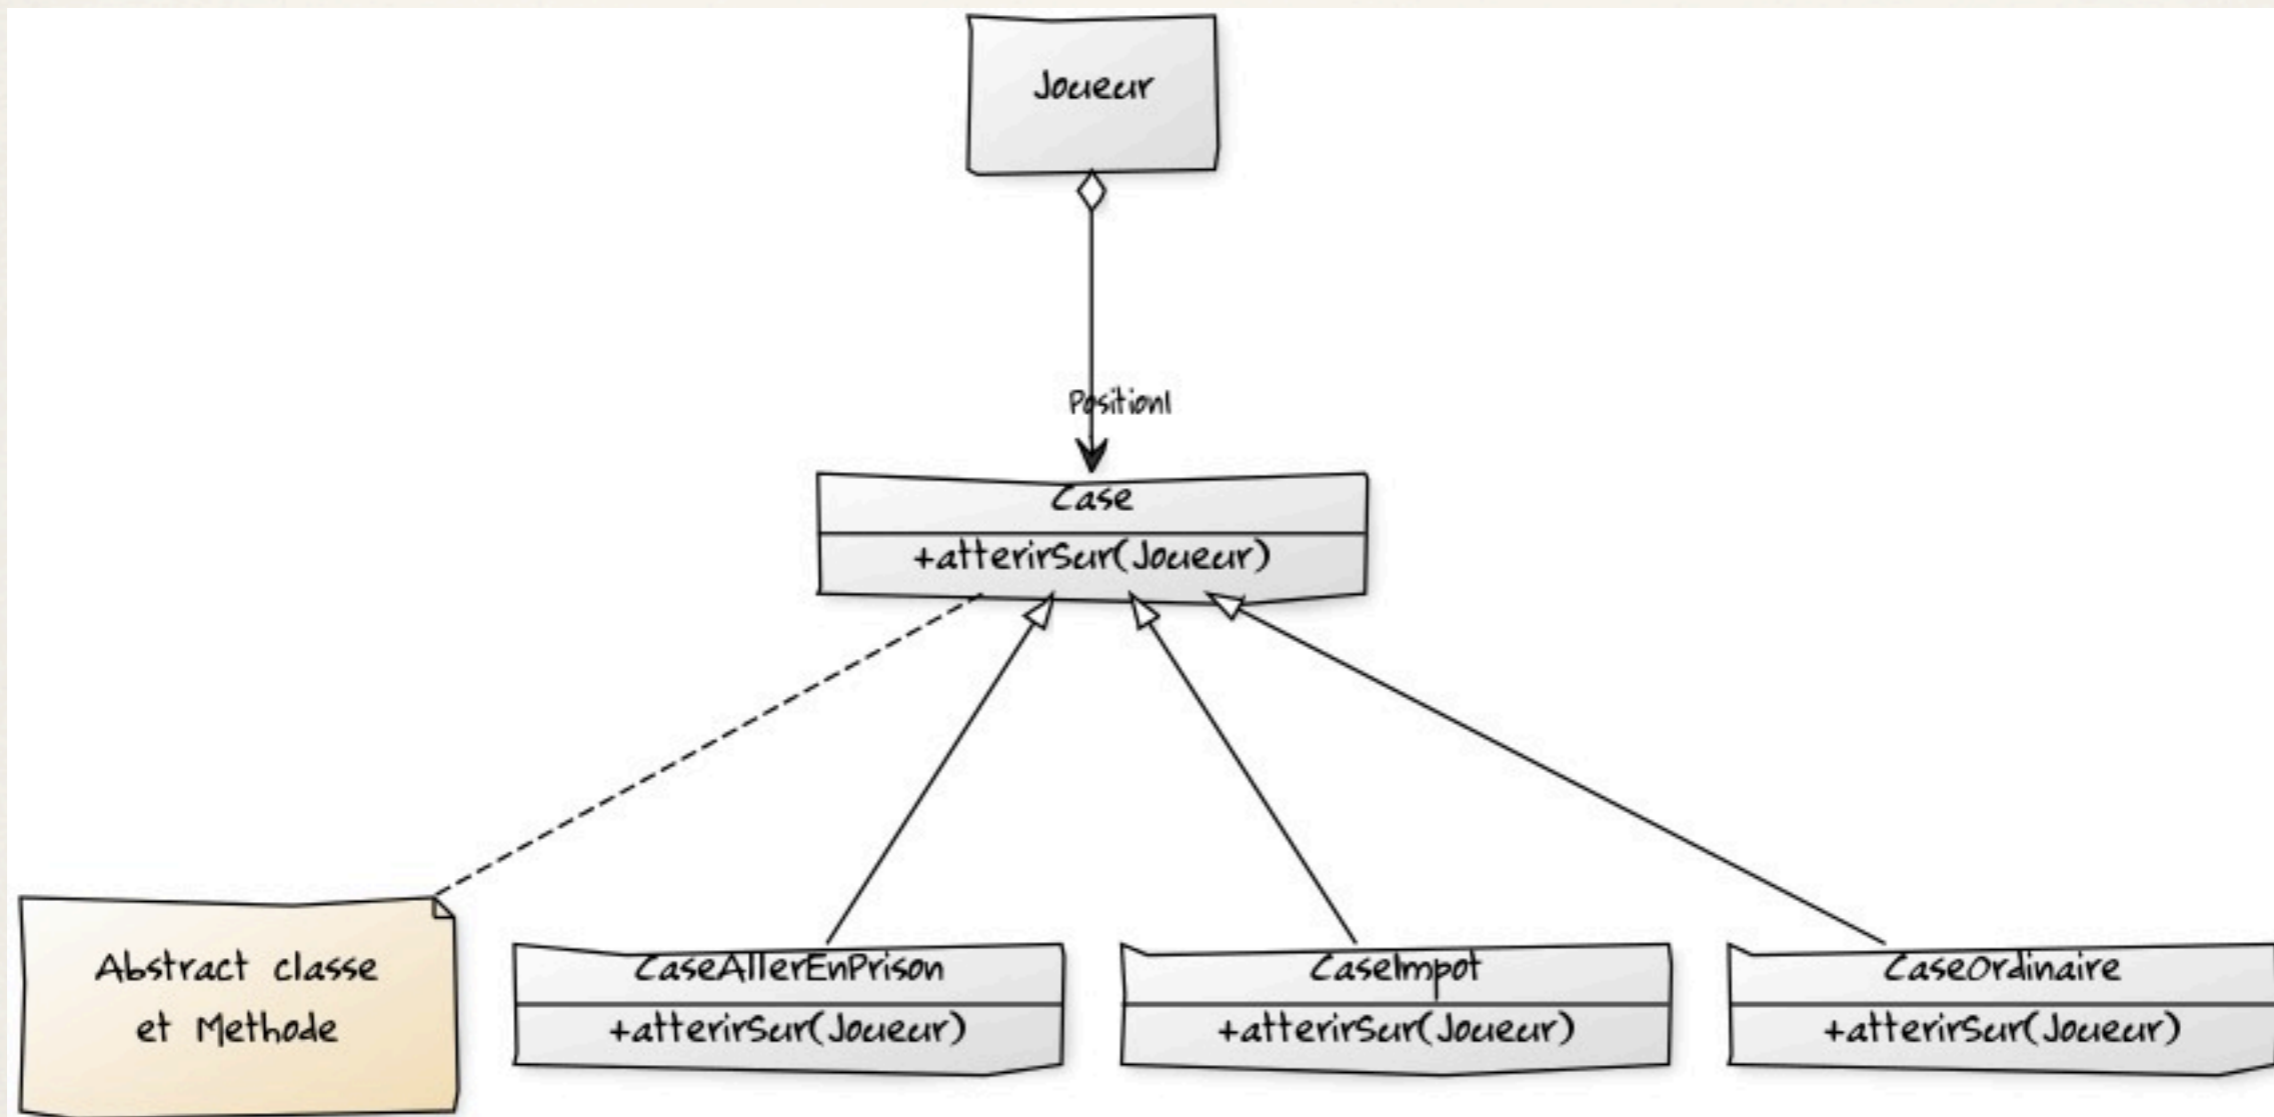 Joueur
Position1
Case
+atterirSur(Joueur)
Abstract classe
et Methode
CaseAllerEnPrison
+atterirSur(Joueur)
CaseImpot
+atterirSur(Joueur)
CaseOrdinaire
+atterirSur(Joueur)